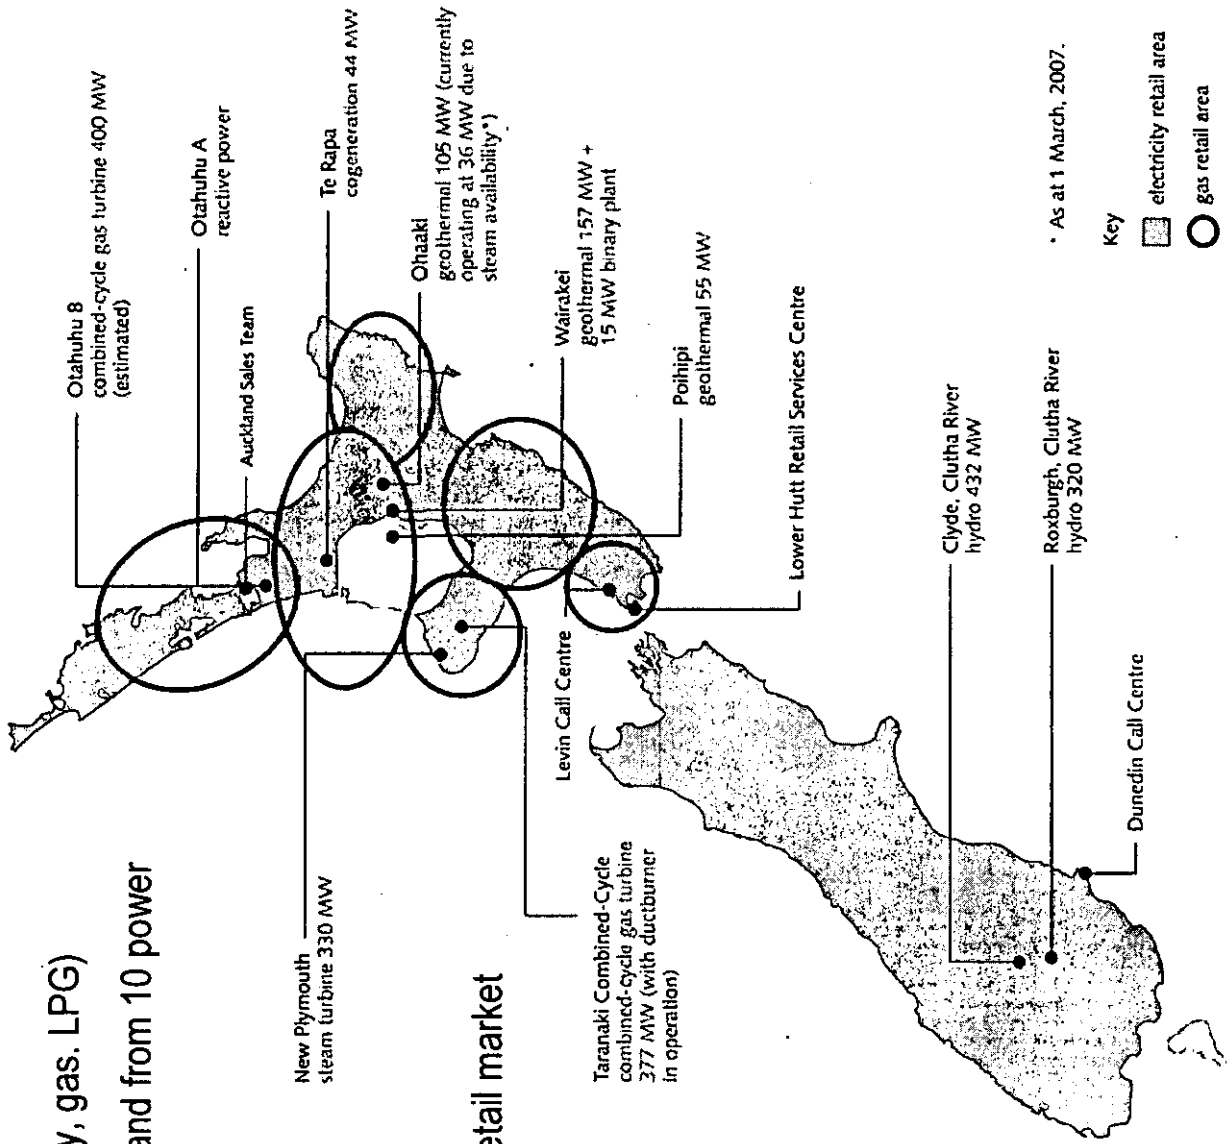 y, gas. LPG)
and from 10 power
etail market
Otahuhu B
combined-cycle gas turbine 400 MW
(estimated)
Otahuhu A
reactive power
Auckland Sales Team
Te Rapa
cogeneration 44 MW
Ohaaki
geothermal 105 MW (currently
operating at 36 MW due to
steam availability*)
Wairakei
geothermal 157 MW +
15 MW binary plant
Poihipi
geothermal 55 MW
New Plymouth
steam turbine 330 MW
Taranaki Combined-Cycle
combined-cycle gas turbine
377 MW (with ductburner
in operation)
Levin Call Centre
Lower Hutt Retail Services Centre
Clyde, Clutha River
hydro 432 MW
Roxburgh, Clutha River
hydro 320 MW
Dunedin Call Centre
* As at 1 March, 2007.
Key
electricity retail area
gas retail area